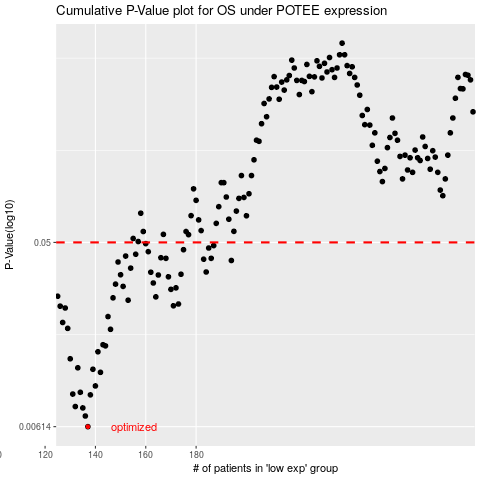 Cumulative P-Value plot for OS under POTEE expression
P-Value(log10)
0.05
0.00614
optimized
0 120 140 160 180
# of patients in 'low exp' group